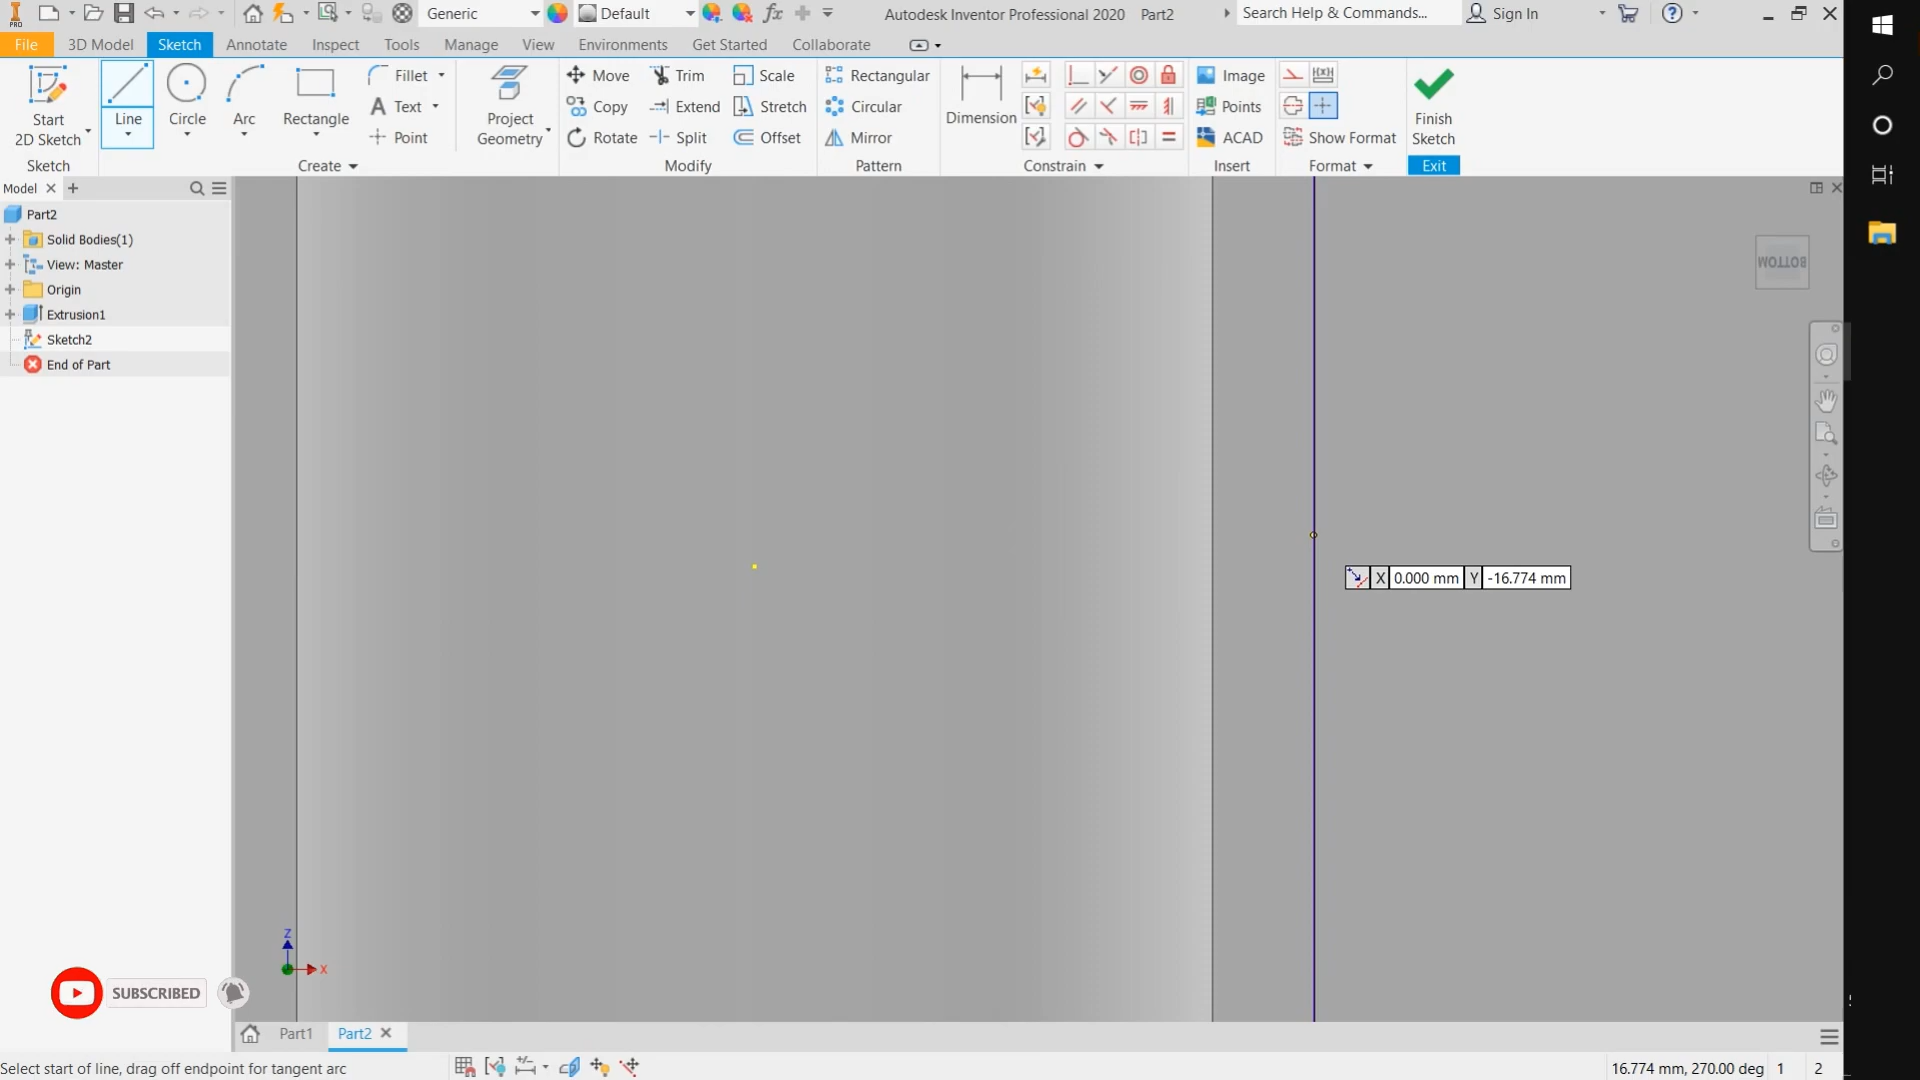 PRO
Generic
Default
fx
Autodesk Inventor Professional 2020 Part2
Search Help & Commands...
Sign In
File
3D Model
Sketch
Annotate
Inspect
Tools
Manage
View
Environments
Get Started
Collaborate
Start
2D Sketch
Line
Circle
Arc
Rectangle
Fillet
Text
Point
Project
Geometry
Move
Copy
Rotate
Trim
Extend
Split
Scale
Stretch
Offset
Rectangular
Circular
Mirror
Dimension
Image
Points
ACAD
Show Format
Finish
Sketch
Sketch
Create
Modify
Pattern
Constrain
Insert
Format
Exit
Model
Part2
Solid Bodies(1)
View: Master
Origin
Extrusion1
Sketch2
End of Part
BOTTOM
X 0.000 mm Y -16.774 mm
Z
X
SUBSCRIBED
Part1
Part2
Select start of line, drag off endpoint for tangent arc
16.774 mm, 270.00 deg 1 2